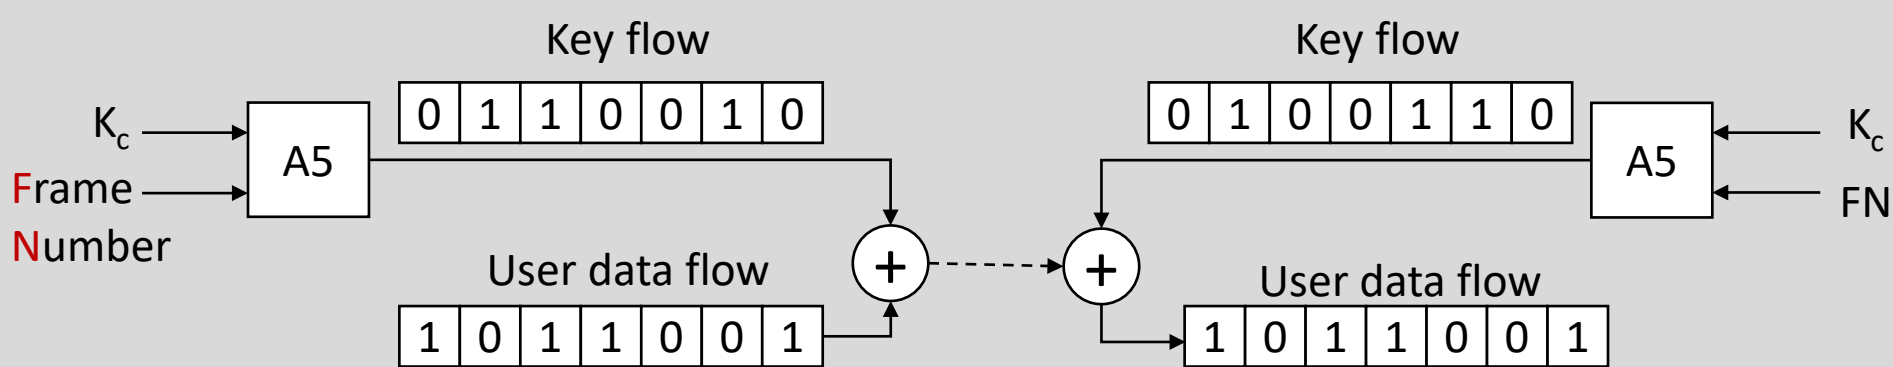 Key flow
0 1 1 0 0 1 0
K_c
A5
Frame
Number
User data flow
1 0 1 1 0 0 1
+
+
Key flow
0 1 0 0 1 1 0
A5
K_c
FN
User data flow
1 0 1 1 0 0 1